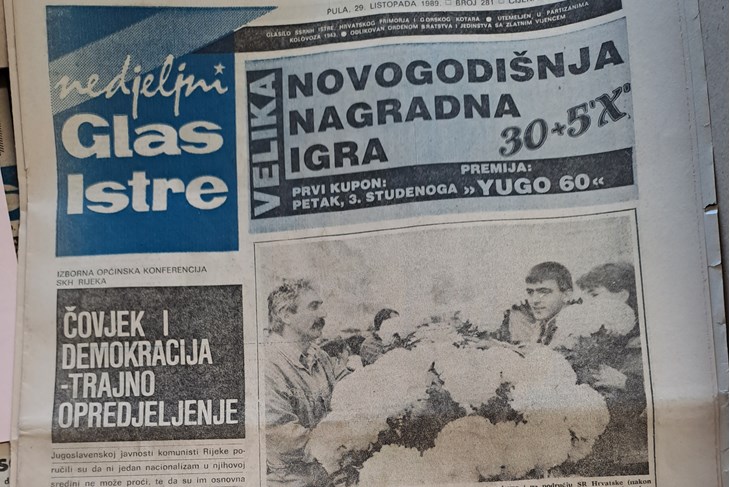 PULA, 29. LISTOPADA 1989. □ BROJ 281 □
GLASILO SSRNH ISTRE, HRVATSKOG PRIMORJA I GORSKOG KOTARA ● UTEMELJEN U PARTIZANIMA
KOLOVOZA 1943. ● OBLIKOVAN ORDENOM BRATSTVA I JEDINSTVA SA ZLATNIM VIJENCEM
nedjeljni
Glas
Istre
VELIKA
NOVOGODIŠNJA
NAGRADNA
IGRA
30+5"X"
PRVI KUPON:
PETAK, 3. STUDENOGA
PREMIJA:
»YUGO 60«
IZBORNA OPĆINSKA KONFERENCIJA
SKH RIJEKA
ČOVJEK I
DEMOKRACIJA
-TRAJNO
OPREDJELJENJE
Jugoslavenskoj javnosti komunisti Rijeke po-
ručili su da ni jedan nacionalizam u njihovoj
sredini ne može proći, te da su im osnovna
na području SR Hrvatske (nakon